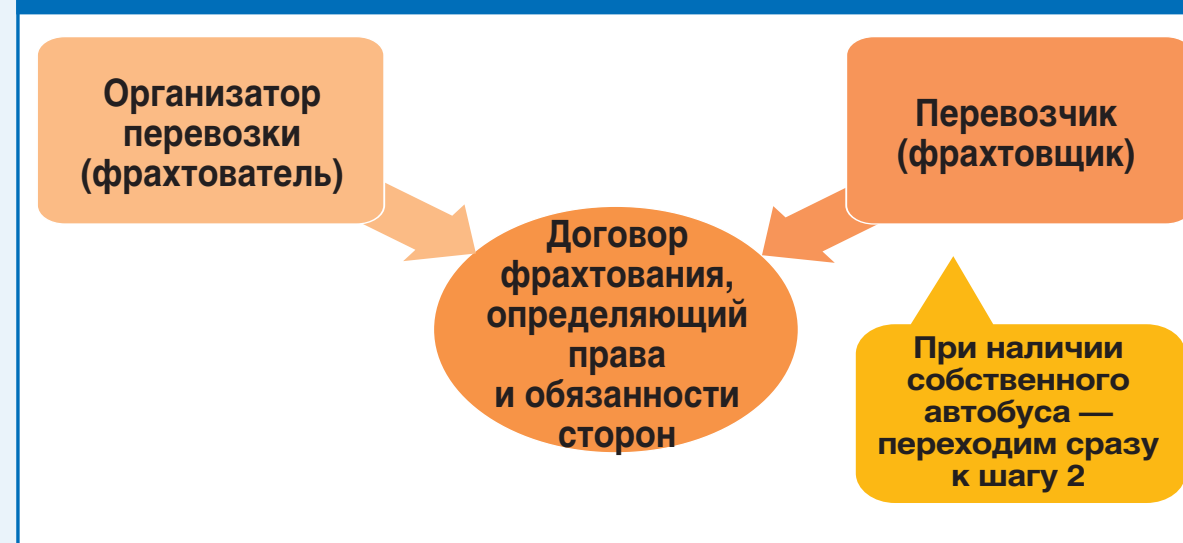 Организатор
перевозки
(фрахтователь)
Перевозчик
(фрахтовщик)
Договор
фрахтования,
определяющий
права
и обязанности
сторон
При наличии
собственного
автобуса —
переходим сразу
к шагу 2